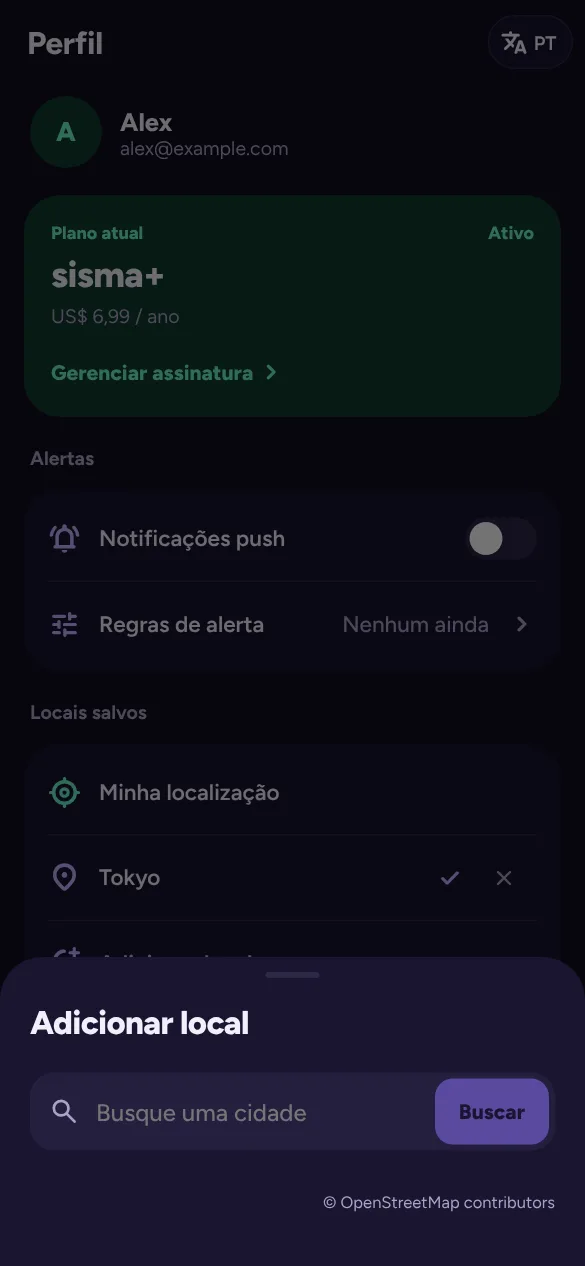 Perfil
PT
A
Alex
alex@example.com
Plano atual
Ativo
sisma+
US$ 6,99 / ano
Gerenciar assinatura
Alertas
Notificações push
Regras de alerta
Nenhum ainda
Locais salvos
Minha localização
Tokyo
Adicionar local
Busque uma cidade
Buscar
© OpenStreetMap contributors